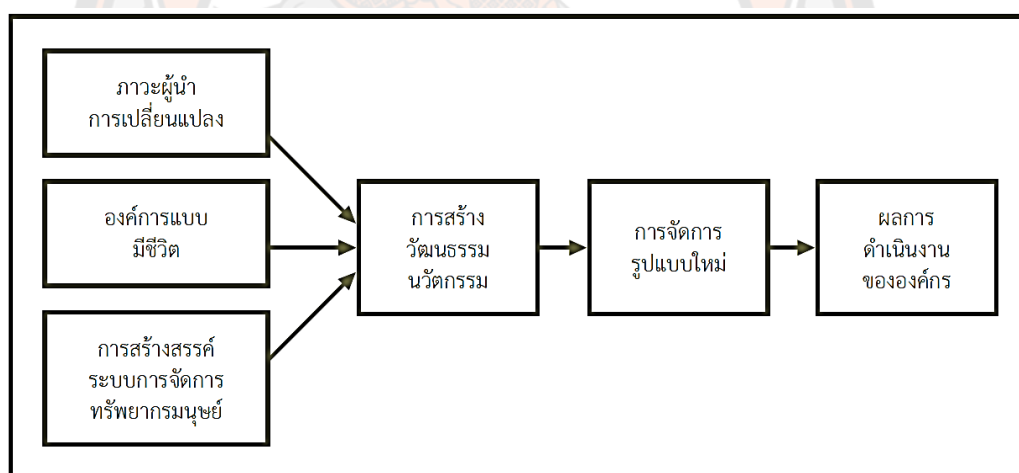 ภาวะผู้นำ
การเปลี่ยนแปลง
องค์การแบบ
มีชีวิต
การสร้างสรรค์
ระบบการจัดการ
ทรัพยากรมนุษย์
การสร้าง
วัฒนธรรม
นวัตกรรม
การจัดการ
รูปแบบใหม่
ผลการ
ดำเนินงาน
ขององค์กร